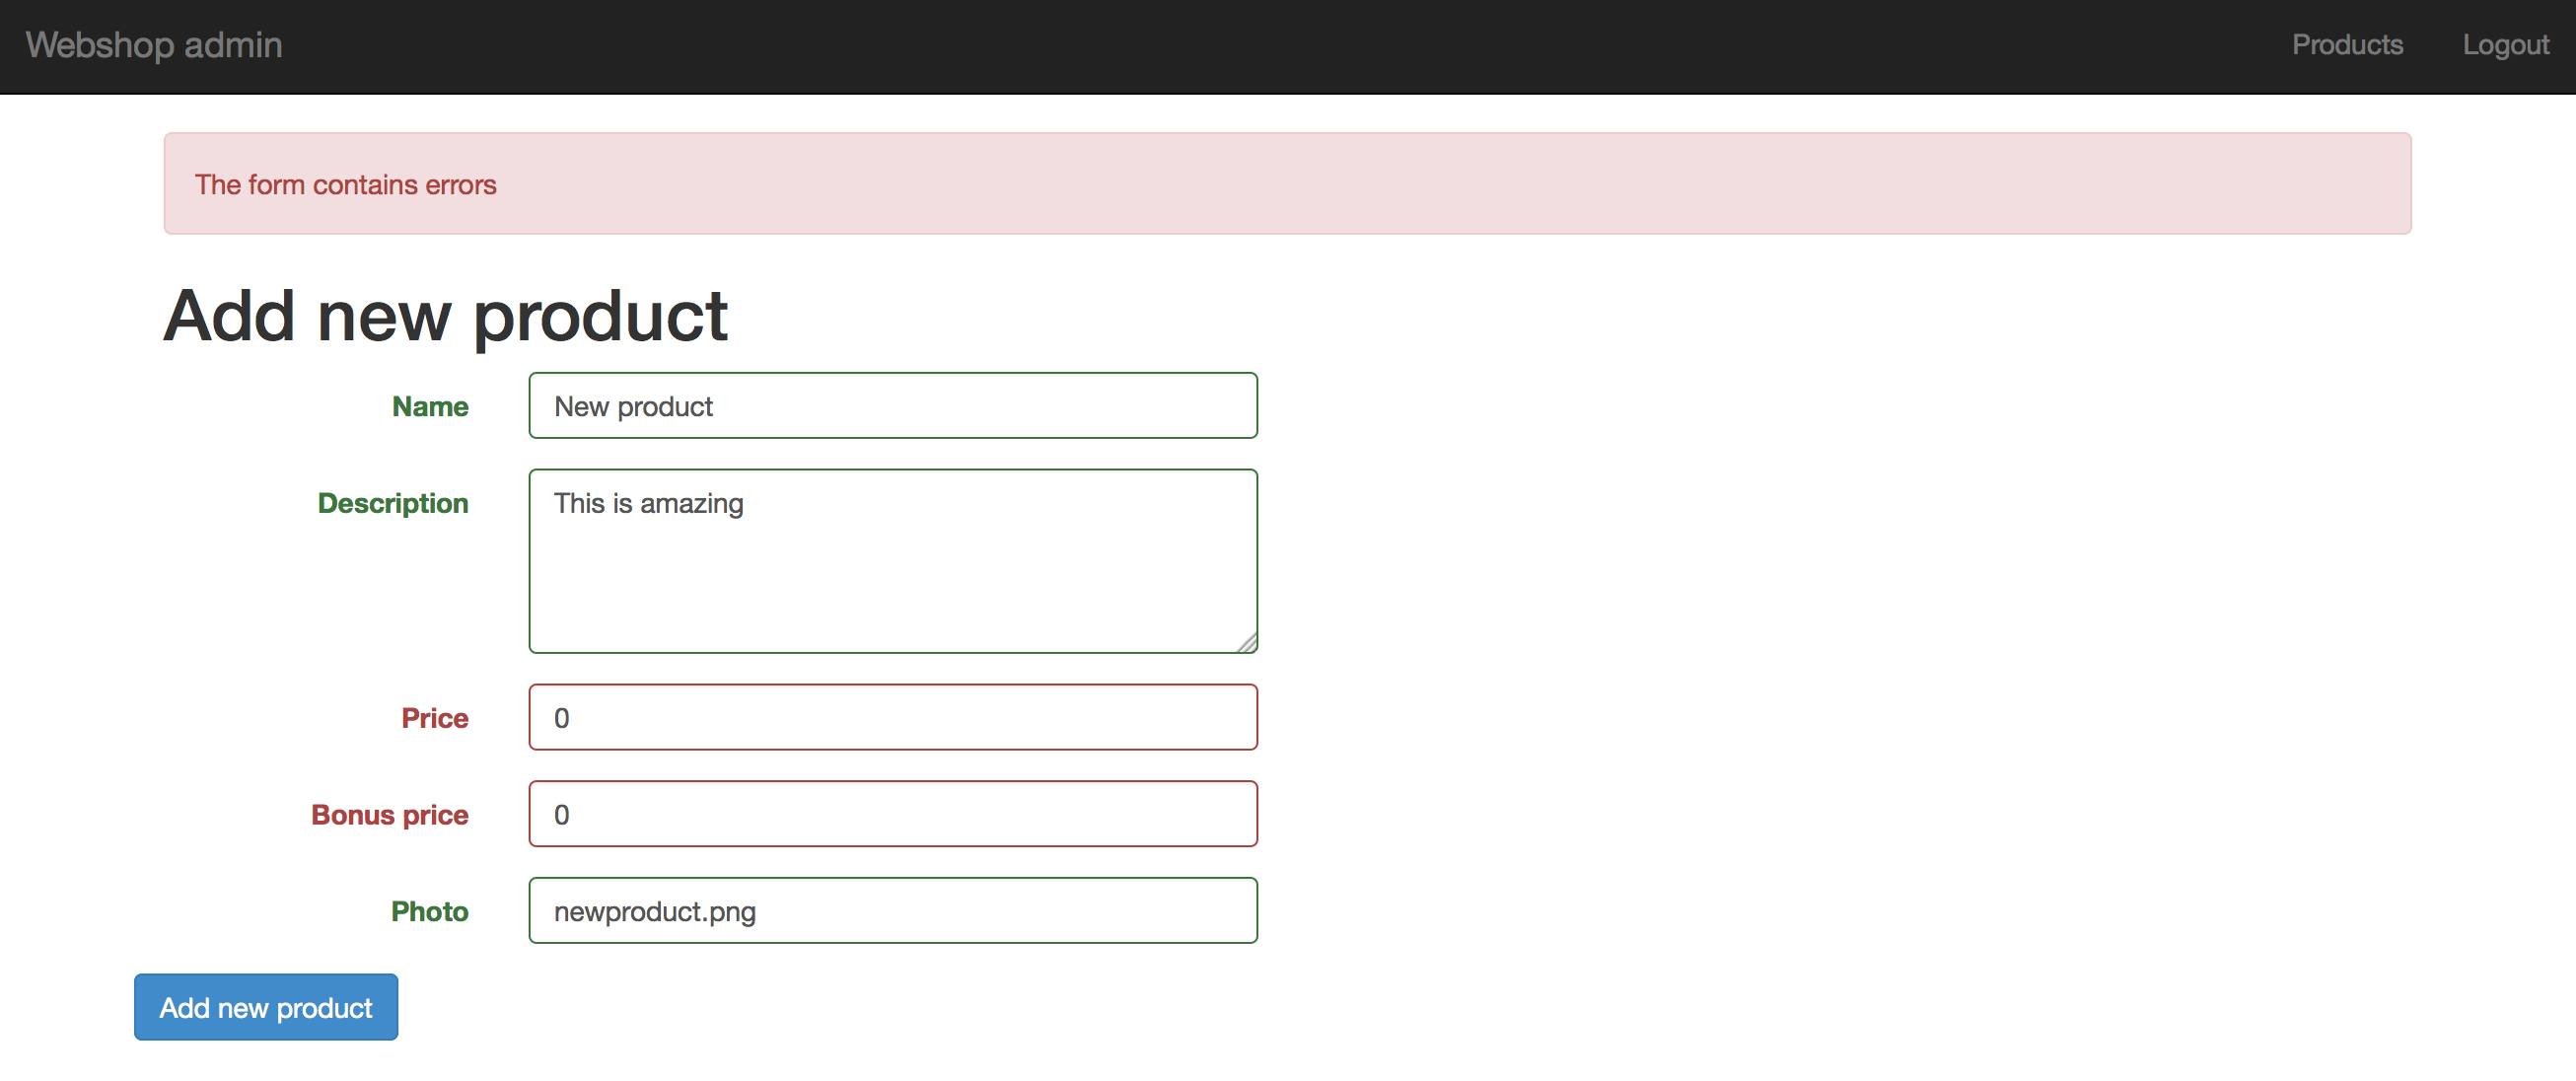 Webshop admin Products Logout
The form contains errors
Add new product
Name New product
Description This is amazing
Price 0
Bonus price 0
Photo newproduct.png
Add new product